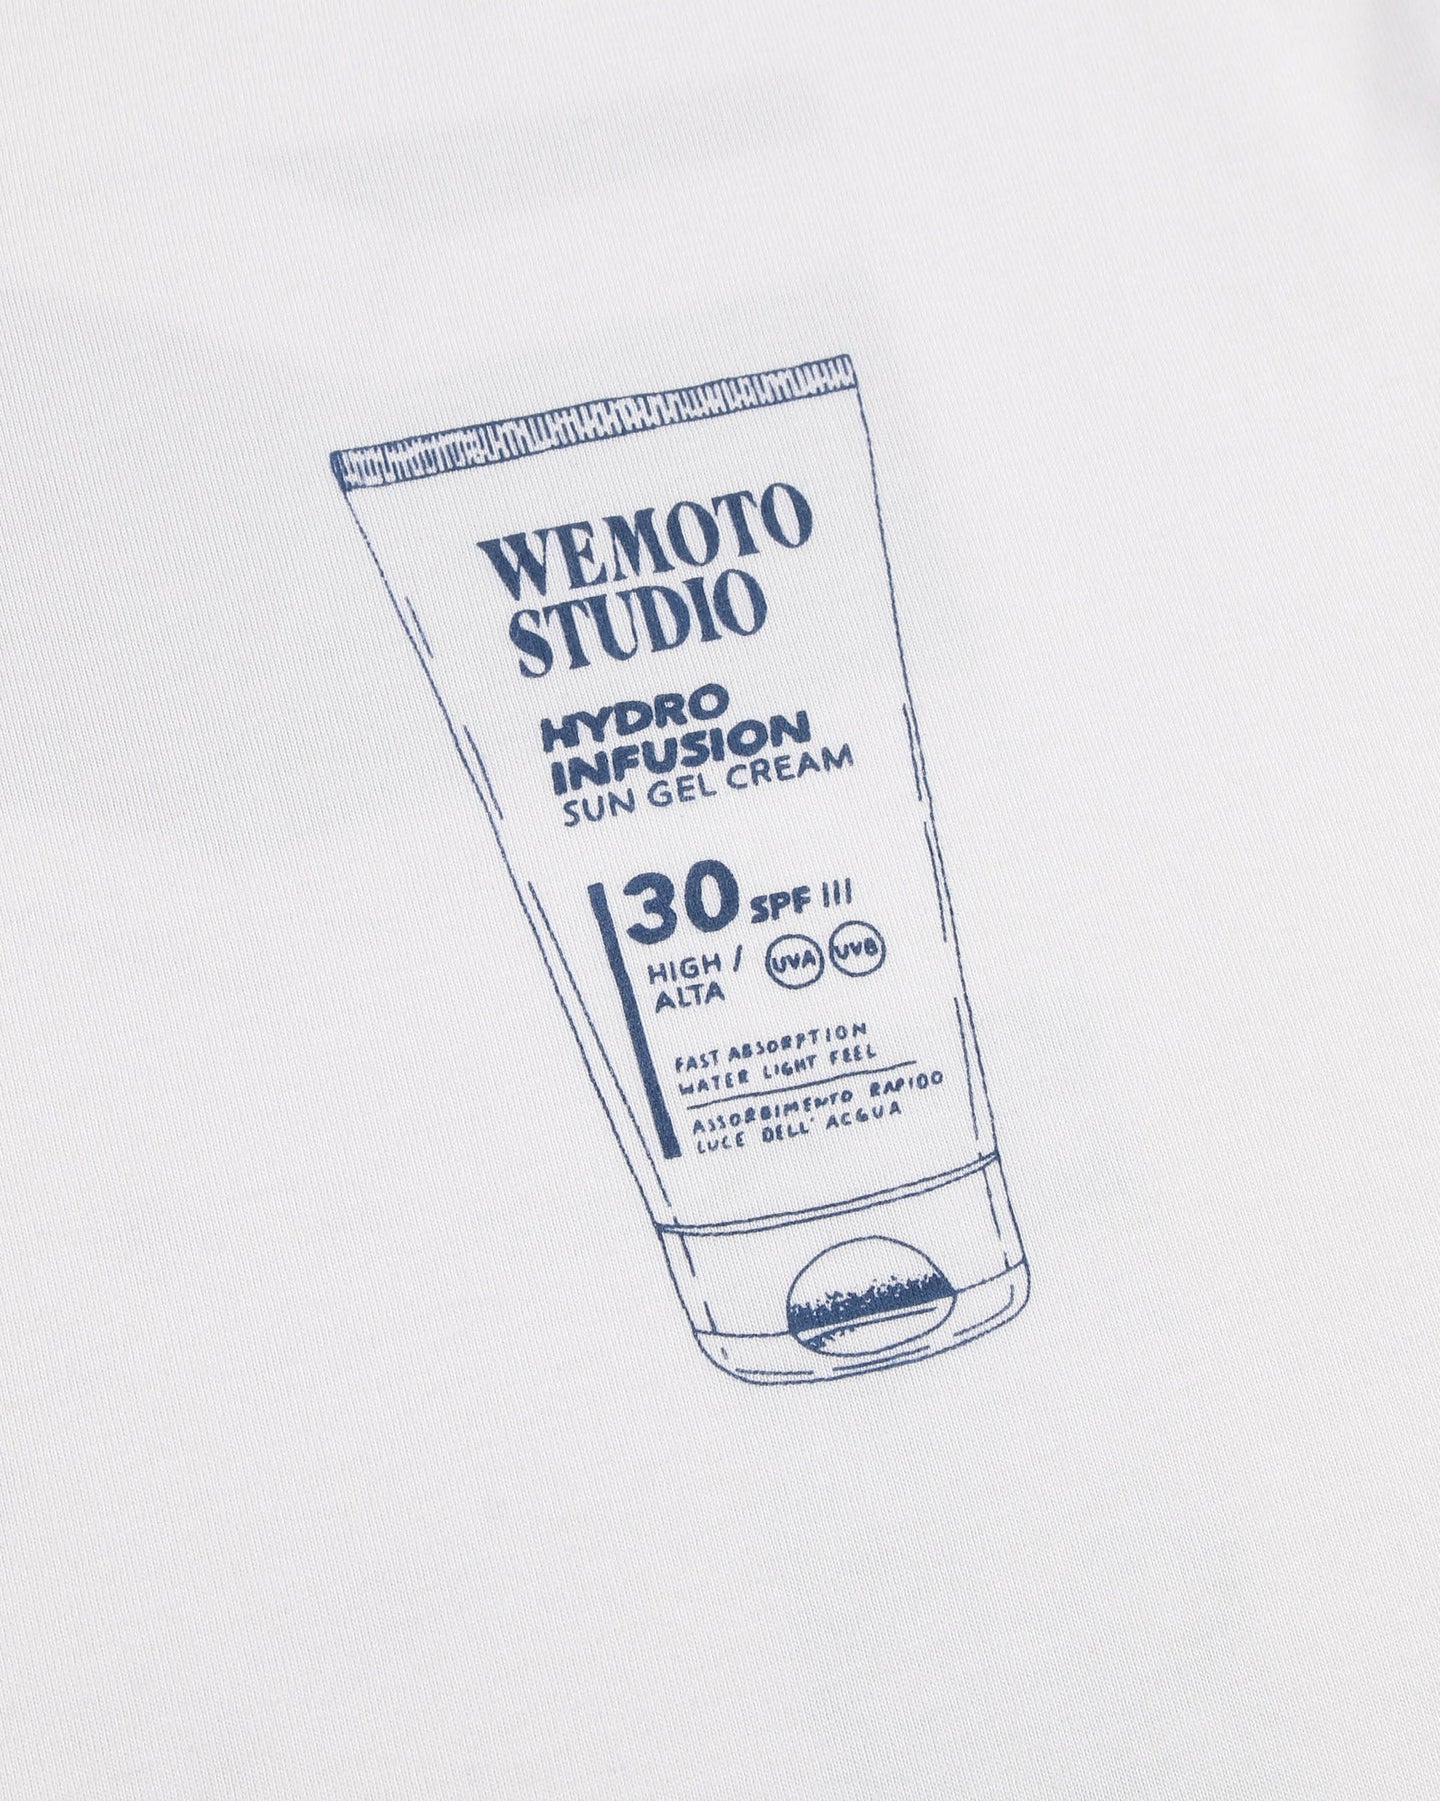 WEMOTO
STUDIO
HYDRO
INFUSION
SUN GEL CREAM
30 SPF III
HIGH /
ALTA
UVA UVB
FAST ABSORPTION
WATER LIGHT FEEL
ASSORBIMENTO RAPIDO
LUCE DELL' ACGUA